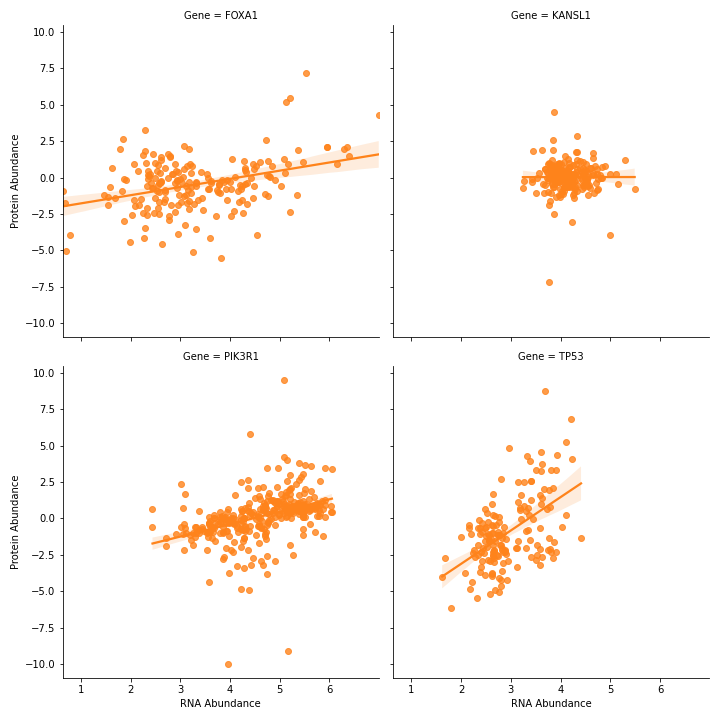 Gene = FOXA1
Gene = KANSL1
10.0
7.5
5.0
2.5
0.0
−2.5
−5.0
−7.5
−10.0
Protein Abundance
Gene = PIK3R1
Gene = TP53
10.0
7.5
5.0
2.5
0.0
−2.5
−5.0
−7.5
−10.0
Protein Abundance
1 2 3 4 5 6
1 2 3 4 5 6
RNA Abundance
RNA Abundance